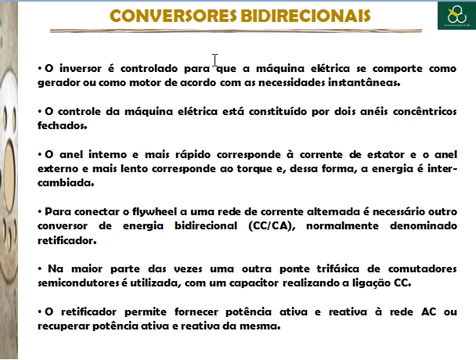 CONVERSORES BIDIRECIONAIS
• O inversor é controlado para que a máquina elétrica se comporte como
gerador ou como motor de acordo com as necessidades instantâneas.
• O controle da máquina elétrica está constituído por dois anéis concêntricos
fechados.
• O anel interno e mais rápido corresponde à corrente de estator e o anel
externo e mais lento corresponde ao torque e, dessa forma, a energia é inter-
cambiada.
• Para conectar o flywheel a uma rede de corrente alternada é necessário outro
conversor de energia bidirecional (CC/CA), normalmente denominado
retificador.
• Na maior parte das vezes uma outra ponte trifásica de comutadores
semicondutores é utilizada, com um capacitor realizando a ligação CC.
• O retificador permite fornecer potência ativa e reativa à rede AC ou
recuperar potência ativa e reativa da mesma.